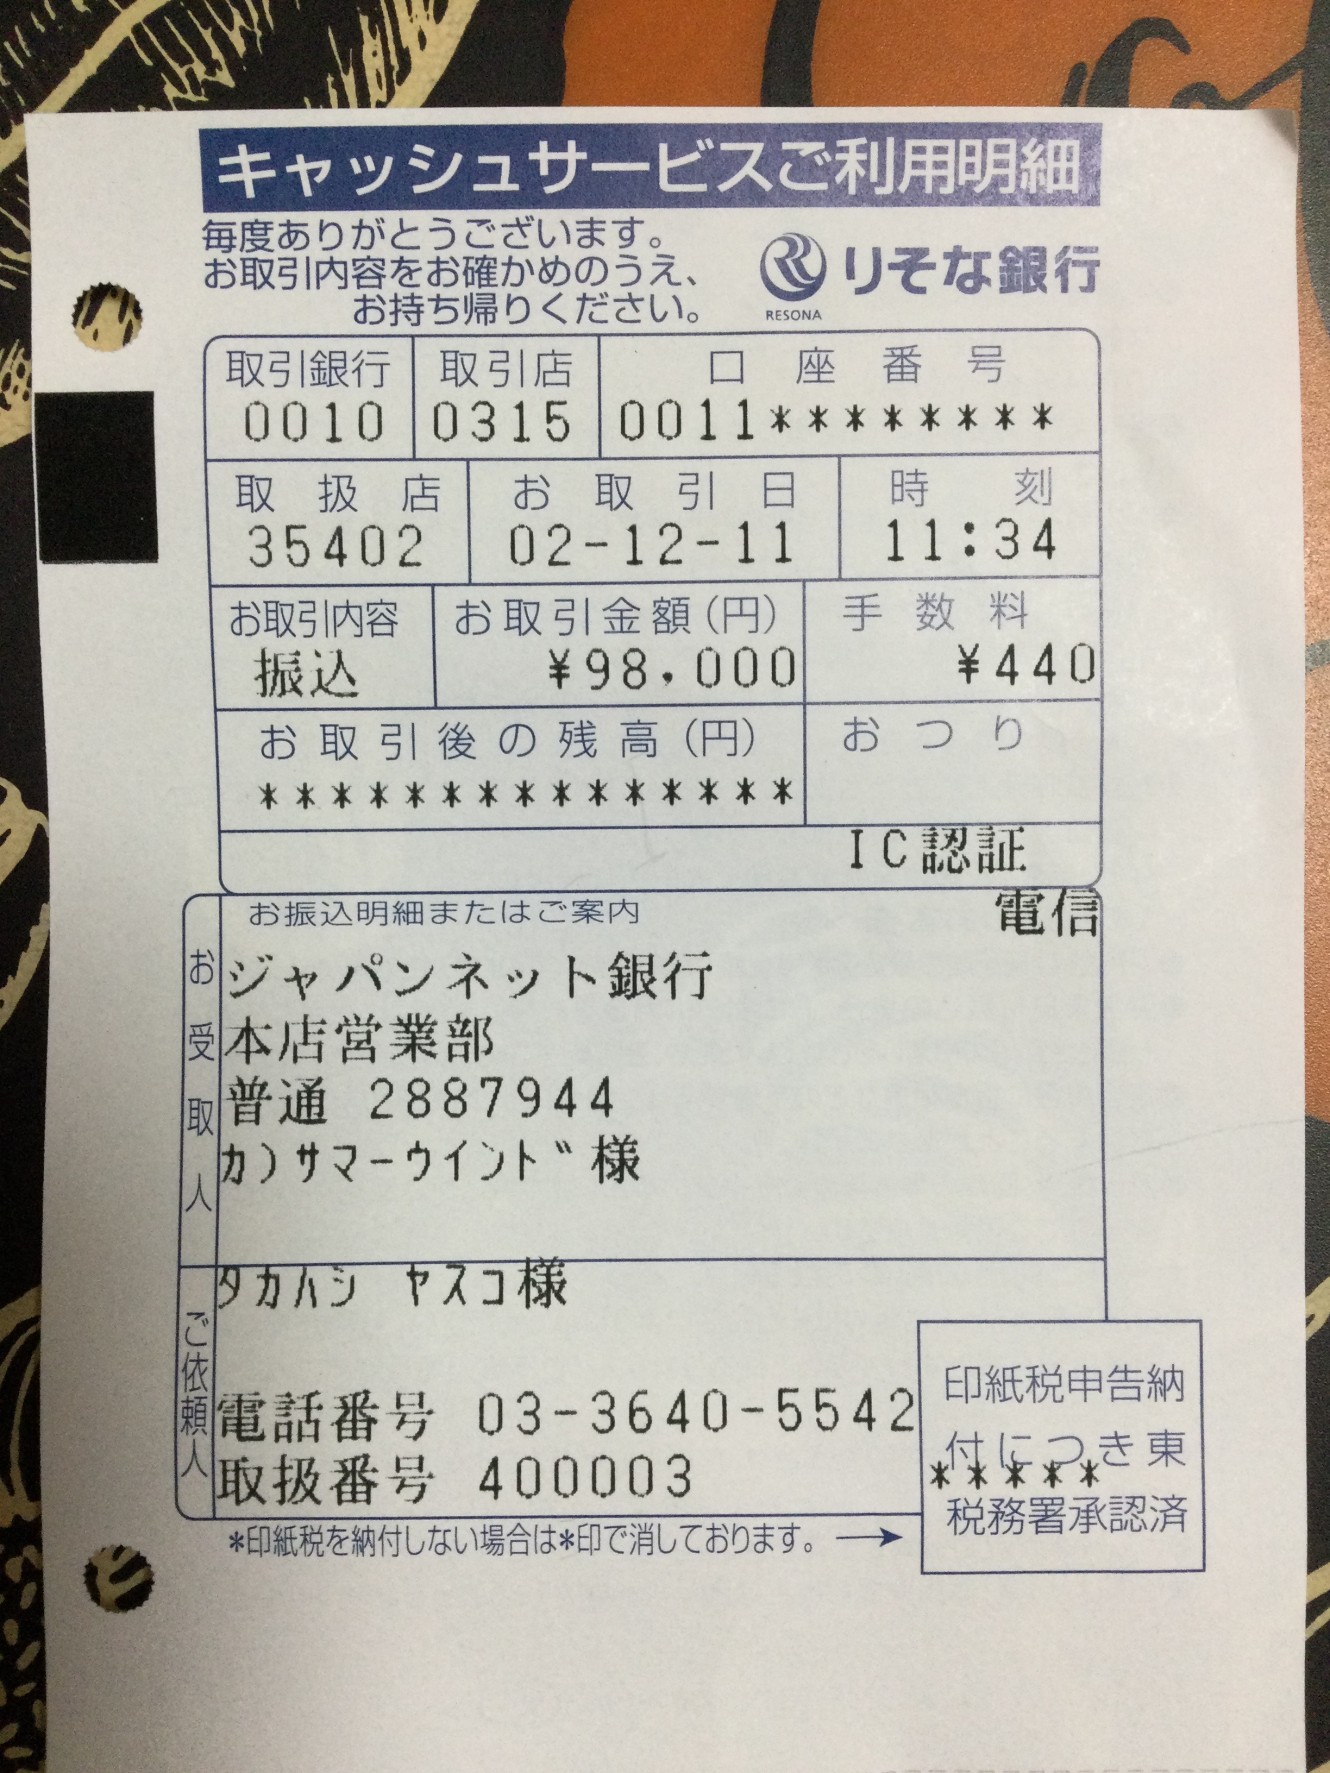 キャッシュサービスご利用明細
毎度ありがとうございます。
お取引内容をお確かめのうえ、
お持ち帰りください。
りそな銀行
RESONA
取引銀行 取引店 口座番号
0010 0315 0011********
取扱店 お取引日 時刻
35402 02-12-11 11:34
お取引内容 お取引金額(円) 手数料
振込 ¥98,000 ¥440
お取引後の残高(円) おつり
***************
IC認証
お振込明細またはご案内 電信
お受取人
ジャパンネット銀行
本店営業部
普通 2887944
カ)サマーウインド様
ご依頼人
タカハシ ヤスコ様
電話番号 03-3640-5542
取扱番号 400003
印紙税申告納
付につき東
*****
税務署承認済
*印紙税を納付しない場合は*印で消しております。→